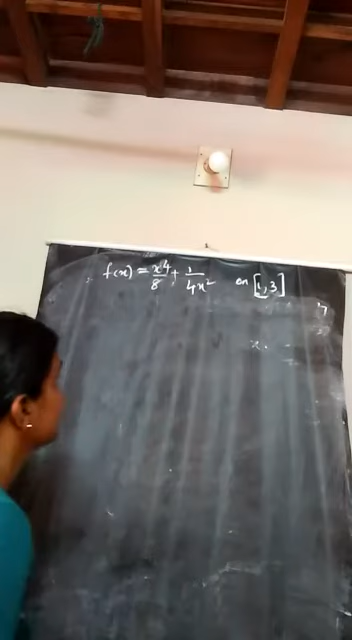 f(x) = x⁴/8 + 1/4x² on [1, 3]